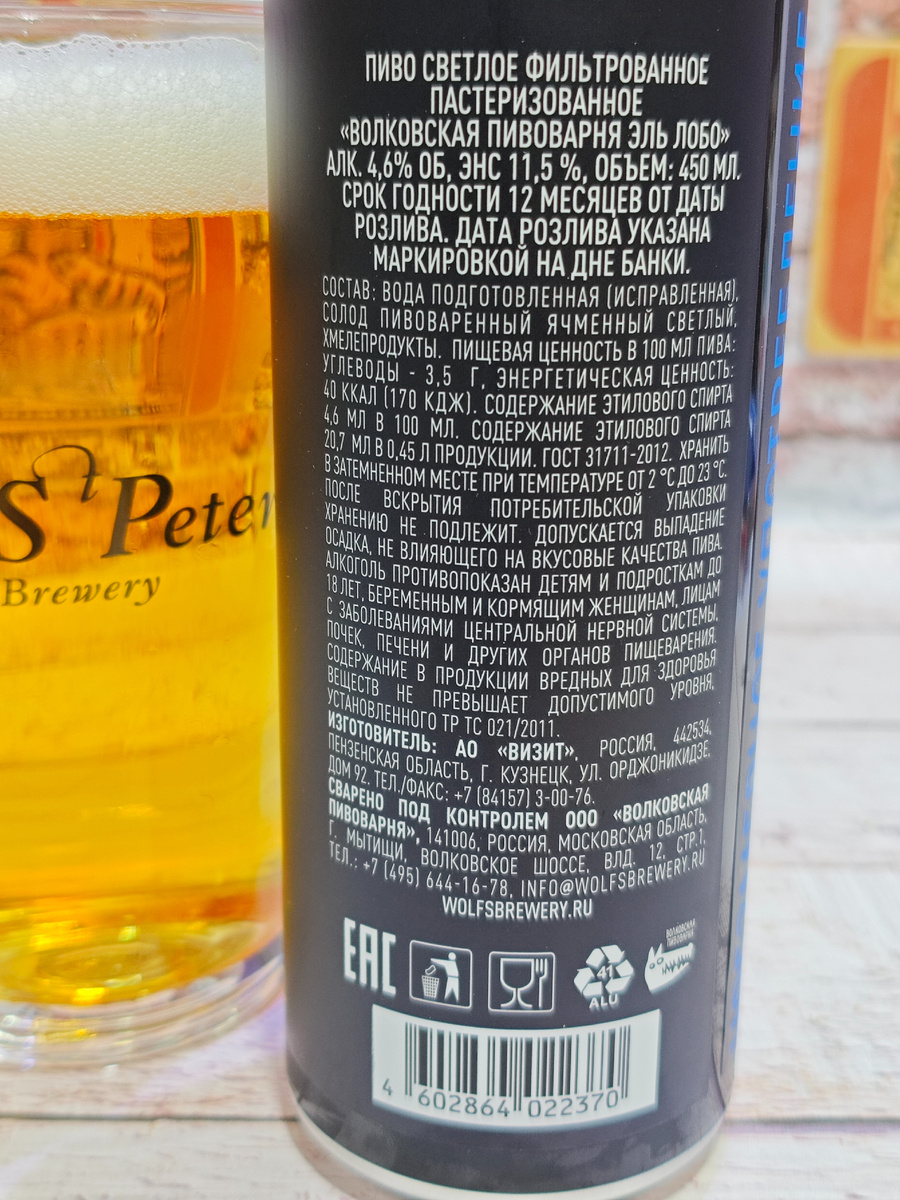 ПИВО СВЕТЛОЕ ФИЛЬТРОВАННОЕ
ПАСТЕРИЗОВАННОЕ
«ВОЛКОВСКАЯ ПИВОВАРНЯ ЭЛЬ ЛОБО»
АЛК. 4,6% ОБ, ЭНС 11,5 %, ОБЪЕМ: 450 МЛ.
СРОК ГОДНОСТИ 12 МЕСЯЦЕВ ОТ ДАТЫ
РОЗЛИВА. ДАТА РОЗЛИВА УКАЗАНА
МАРКИРОВКОЙ НА ДНЕ БАНКИ.
СОСТАВ: ВОДА ПОДГОТОВЛЕННАЯ (ИСПРАВЛЕННАЯ),
СОЛОД ПИВОВАРЕННЫЙ ЯЧМЕННЫЙ СВЕТЛЫЙ,
ХМЕЛЕПРОДУКТЫ. ПИЩЕВАЯ ЦЕННОСТЬ В 100 МЛ ПИВА:
УГЛЕВОДЫ - 3,5 Г, ЭНЕРГЕТИЧЕСКАЯ ЦЕННОСТЬ:
40 ККАЛ (170 КДЖ). СОДЕРЖАНИЕ ЭТИЛОВОГО СПИРТА
4,6 МЛ В 100 МЛ. СОДЕРЖАНИЕ ЭТИЛОВОГО СПИРТА
20,7 МЛ В 0,45 Л ПРОДУКЦИИ. ГОСТ 31711-2012. ХРАНИТЬ
В ЗАТЕМНЕННОМ МЕСТЕ ПРИ ТЕМПЕРАТУРЕ ОТ 2 °С ДО 23 °С.
ПОСЛЕ ВСКРЫТИЯ ПОТРЕБИТЕЛЬСКОЙ УПАКОВКИ
ХРАНЕНИЮ НЕ ПОДЛЕЖИТ. ДОПУСКАЕТСЯ ВЫПАДЕНИЕ
ОСАДКА, НЕ ВЛИЯЮЩЕГО НА ВКУСОВЫЕ КАЧЕСТВА ПИВА.
АЛКОГОЛЬ ПРОТИВОПОКАЗАН ДЕТЯМ И ПОДРОСТКАМ ДО
18 ЛЕТ, БЕРЕМЕННЫМ И КОРМЯЩИМ ЖЕНЩИНАМ, ЛИЦАМ
С ЗАБОЛЕВАНИЯМИ ЦЕНТРАЛЬНОЙ НЕРВНОЙ СИСТЕМЫ,
ПОЧЕК, ПЕЧЕНИ И ДРУГИХ ОРГАНОВ ПИЩЕВАРЕНИЯ.
СОДЕРЖАНИЕ В ПРОДУКЦИИ ВРЕДНЫХ ДЛЯ ЗДОРОВЬЯ
ВЕЩЕСТВ НЕ ПРЕВЫШАЕТ ДОПУСТИМОГО УРОВНЯ,
УСТАНОВЛЕННОГО ТР ТС 021/2011.
ИЗГОТОВИТЕЛЬ: АО «ВИЗИТ», РОССИЯ, 442534,
ПЕНЗЕНСКАЯ ОБЛАСТЬ, Г. КУЗНЕЦК, УЛ. ОРДЖОНИКИДЗЕ,
ДОМ 92. ТЕЛ./ФАКС: +7 (84157) 3-00-76.
СВАРЕНО ПОД КОНТРОЛЕМ ООО «ВОЛКОВСКАЯ
ПИВОВАРНЯ», 141006, РОССИЯ, МОСКОВСКАЯ ОБЛАСТЬ,
Г. МЫТИЩИ, ВОЛКОВСКОЕ ШОССЕ, ВЛД. 12, СТР.1,
ТЕЛ.: +7 (495) 644-16-78, INFO@WOLFSBREWERY.RU
WOLFSBREWERY.RU
EAC
41
ALU
ВОЛКОВСКАЯ
ПИВОВАРНЯ
4 602864 022370
St Peter
Brewery